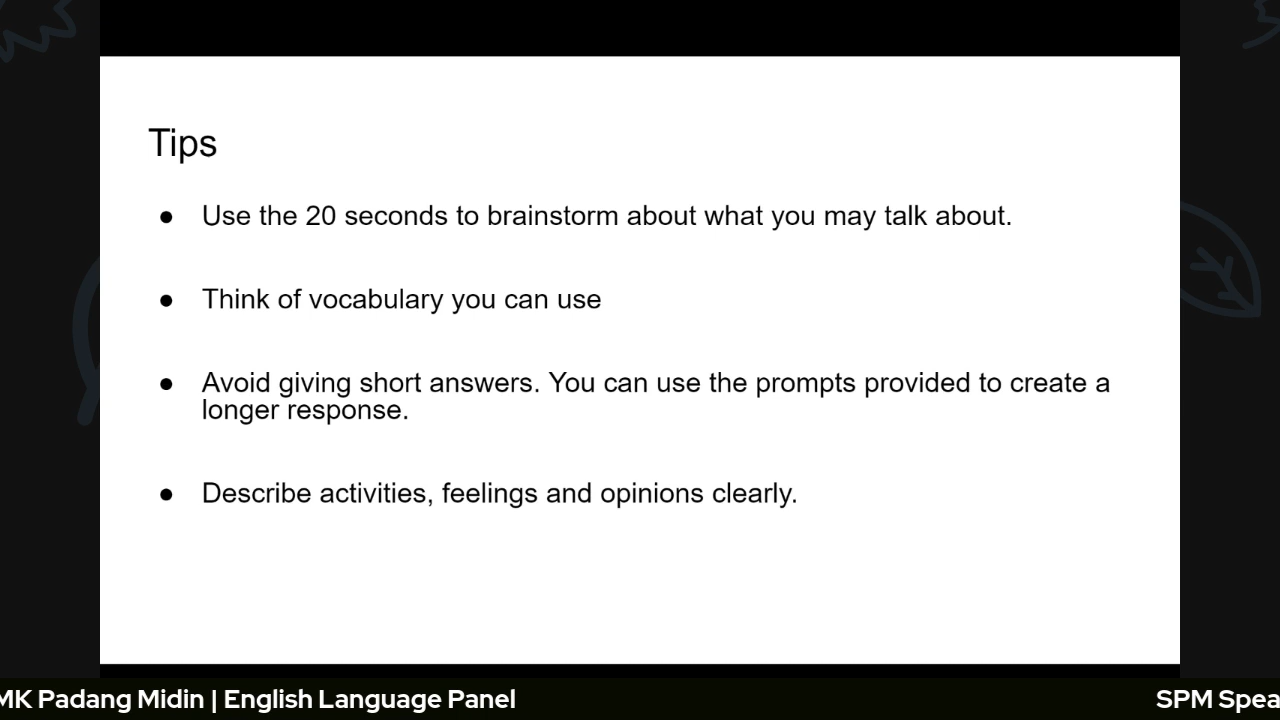 Tips
● Use the 20 seconds to brainstorm about what you may talk about.
● Think of vocabulary you can use
● Avoid giving short answers. You can use the prompts provided to create a
longer response.
● Describe activities, feelings and opinions clearly.
MK Padang Midin | English Language Panel
SPM Spea